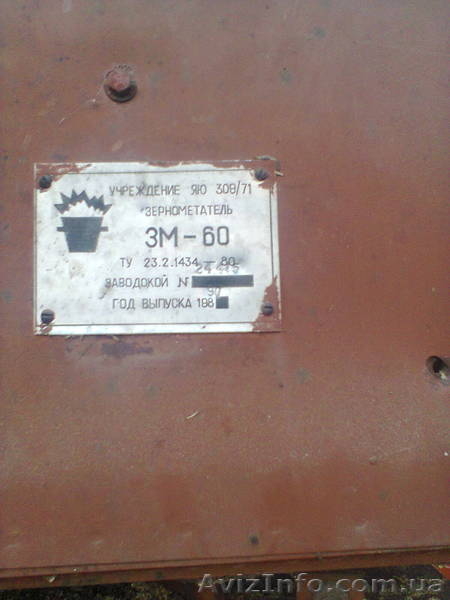 УЧРЕЖДЕНИЕ ЯЮ 308/71
ЗЕРНОМЕТАТЕЛЬ
ЗМ-60
ТУ 23.2.1434-80
ЗАВОДСКОЙ №
90
ГОД ВЫПУСКА 198
AvizInfo.com.ua